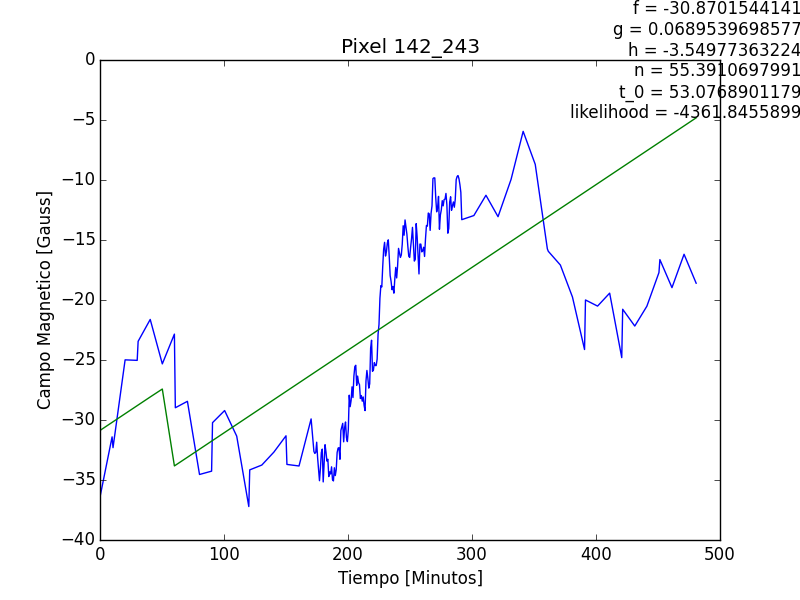 f = -30.8701544141
g = 0.0689539698577
h = -3.54977363224
n = 55.3910697991
t_0 = 53.0768901179
likelihood = -4361.8455899
Pixel 142_243
0
−5
−10
−15
−20
−25
−30
−35
−40
Campo Magnetico [Gauss]
0 100 200 300 400 500
Tiempo [Minutos]